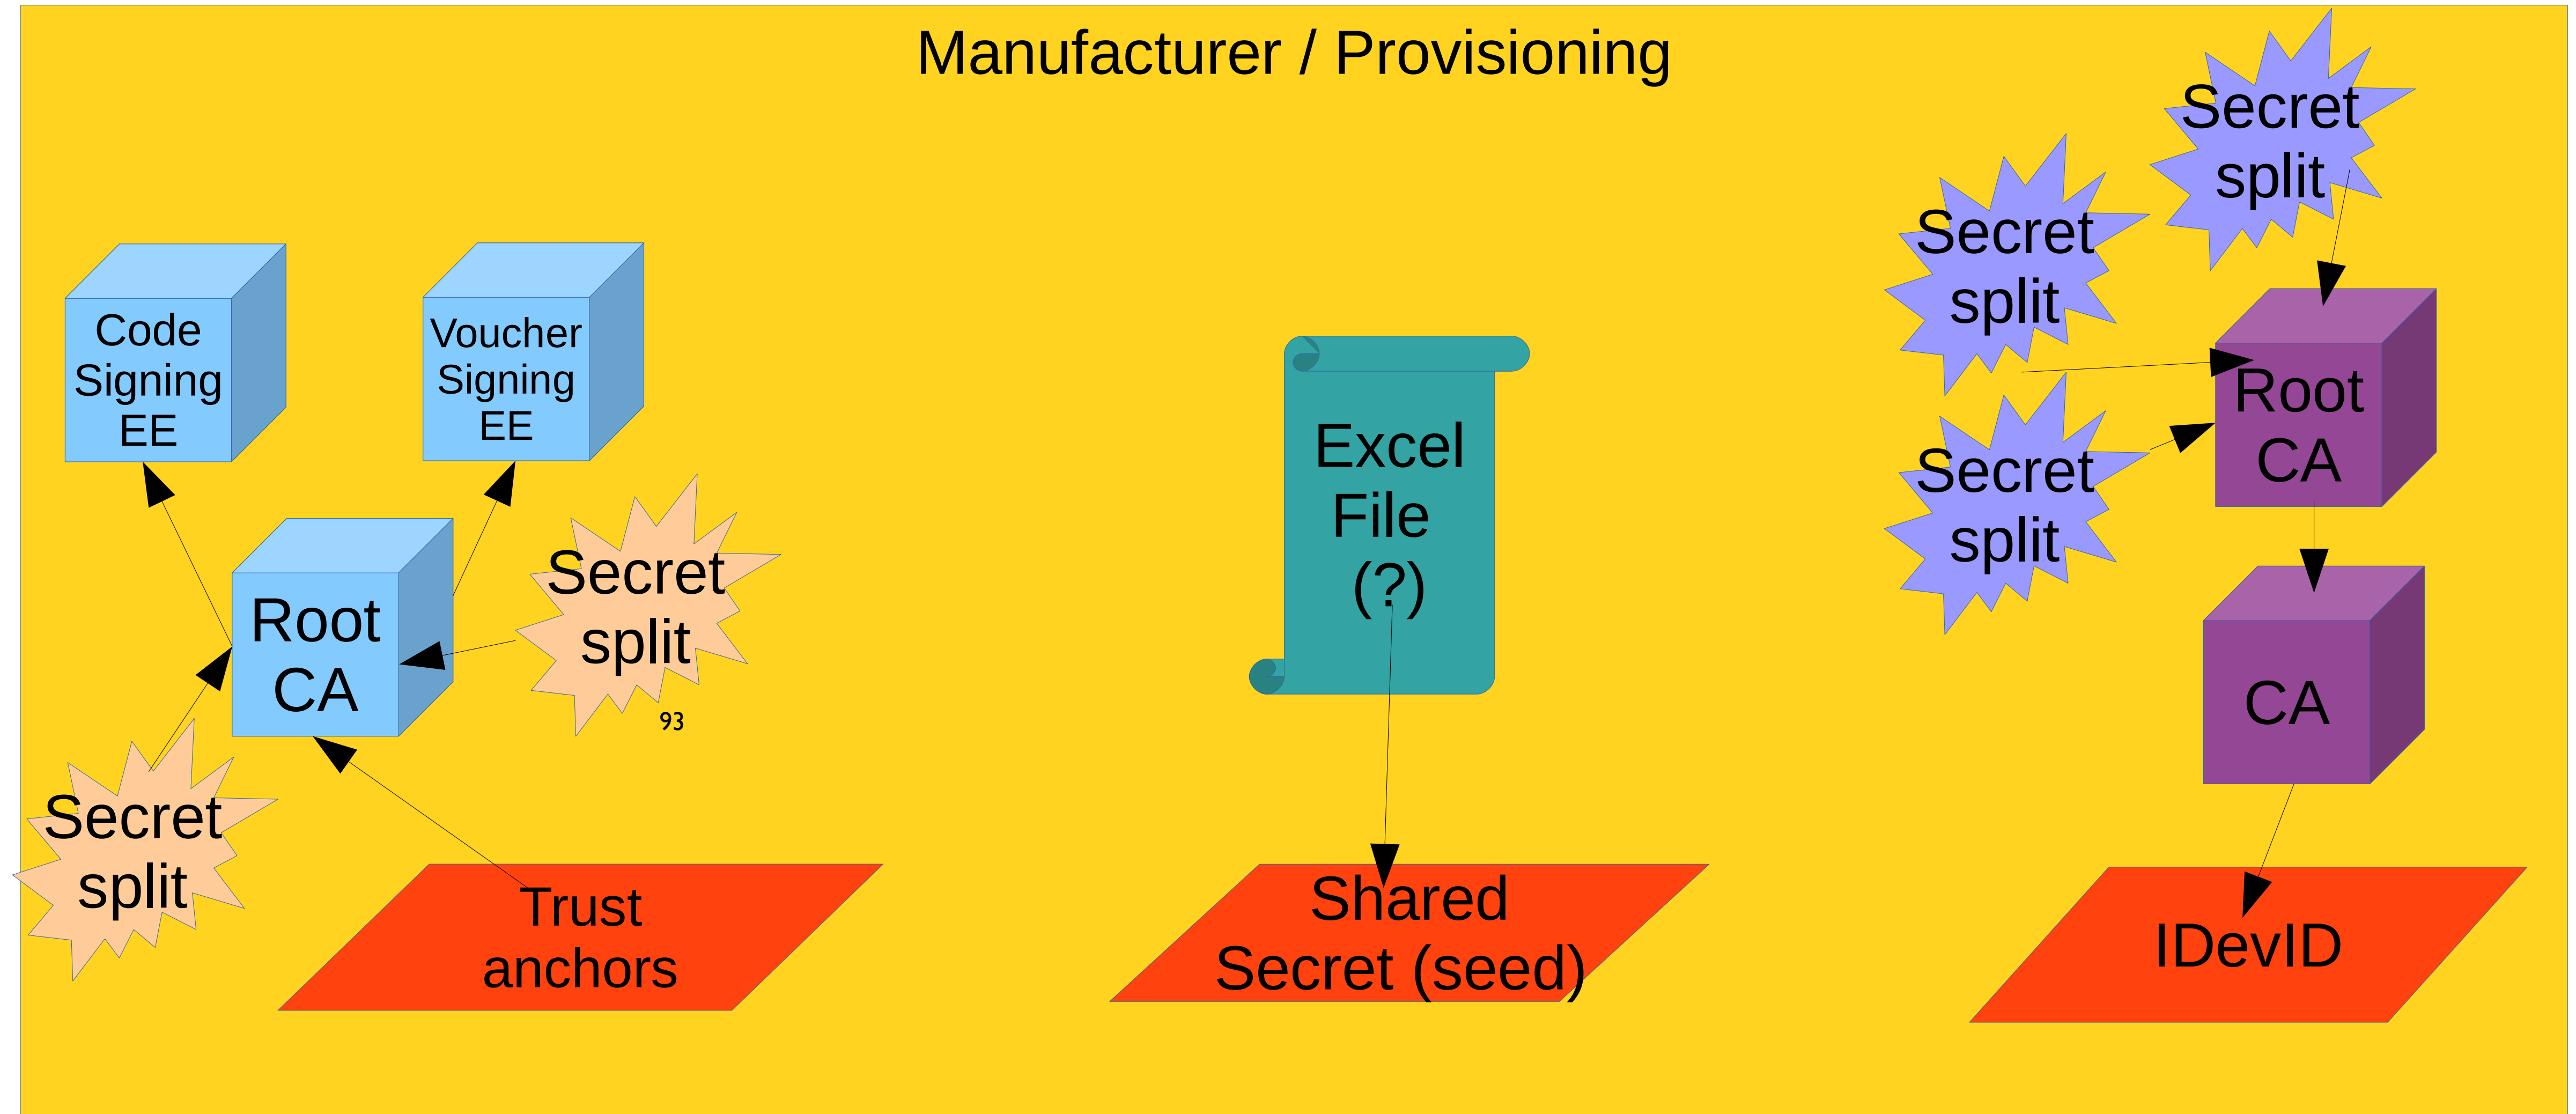 Manufacturer / Provisioning
Code
Signing
EE
Voucher
Signing
EE
Root
CA
Secret
split
93
Secret
split
Trust
anchors
Excel
File
(?)
Shared
Secret (seed)
Secret
split
Secret
split
Secret
split
Root
CA
CA
IDevID